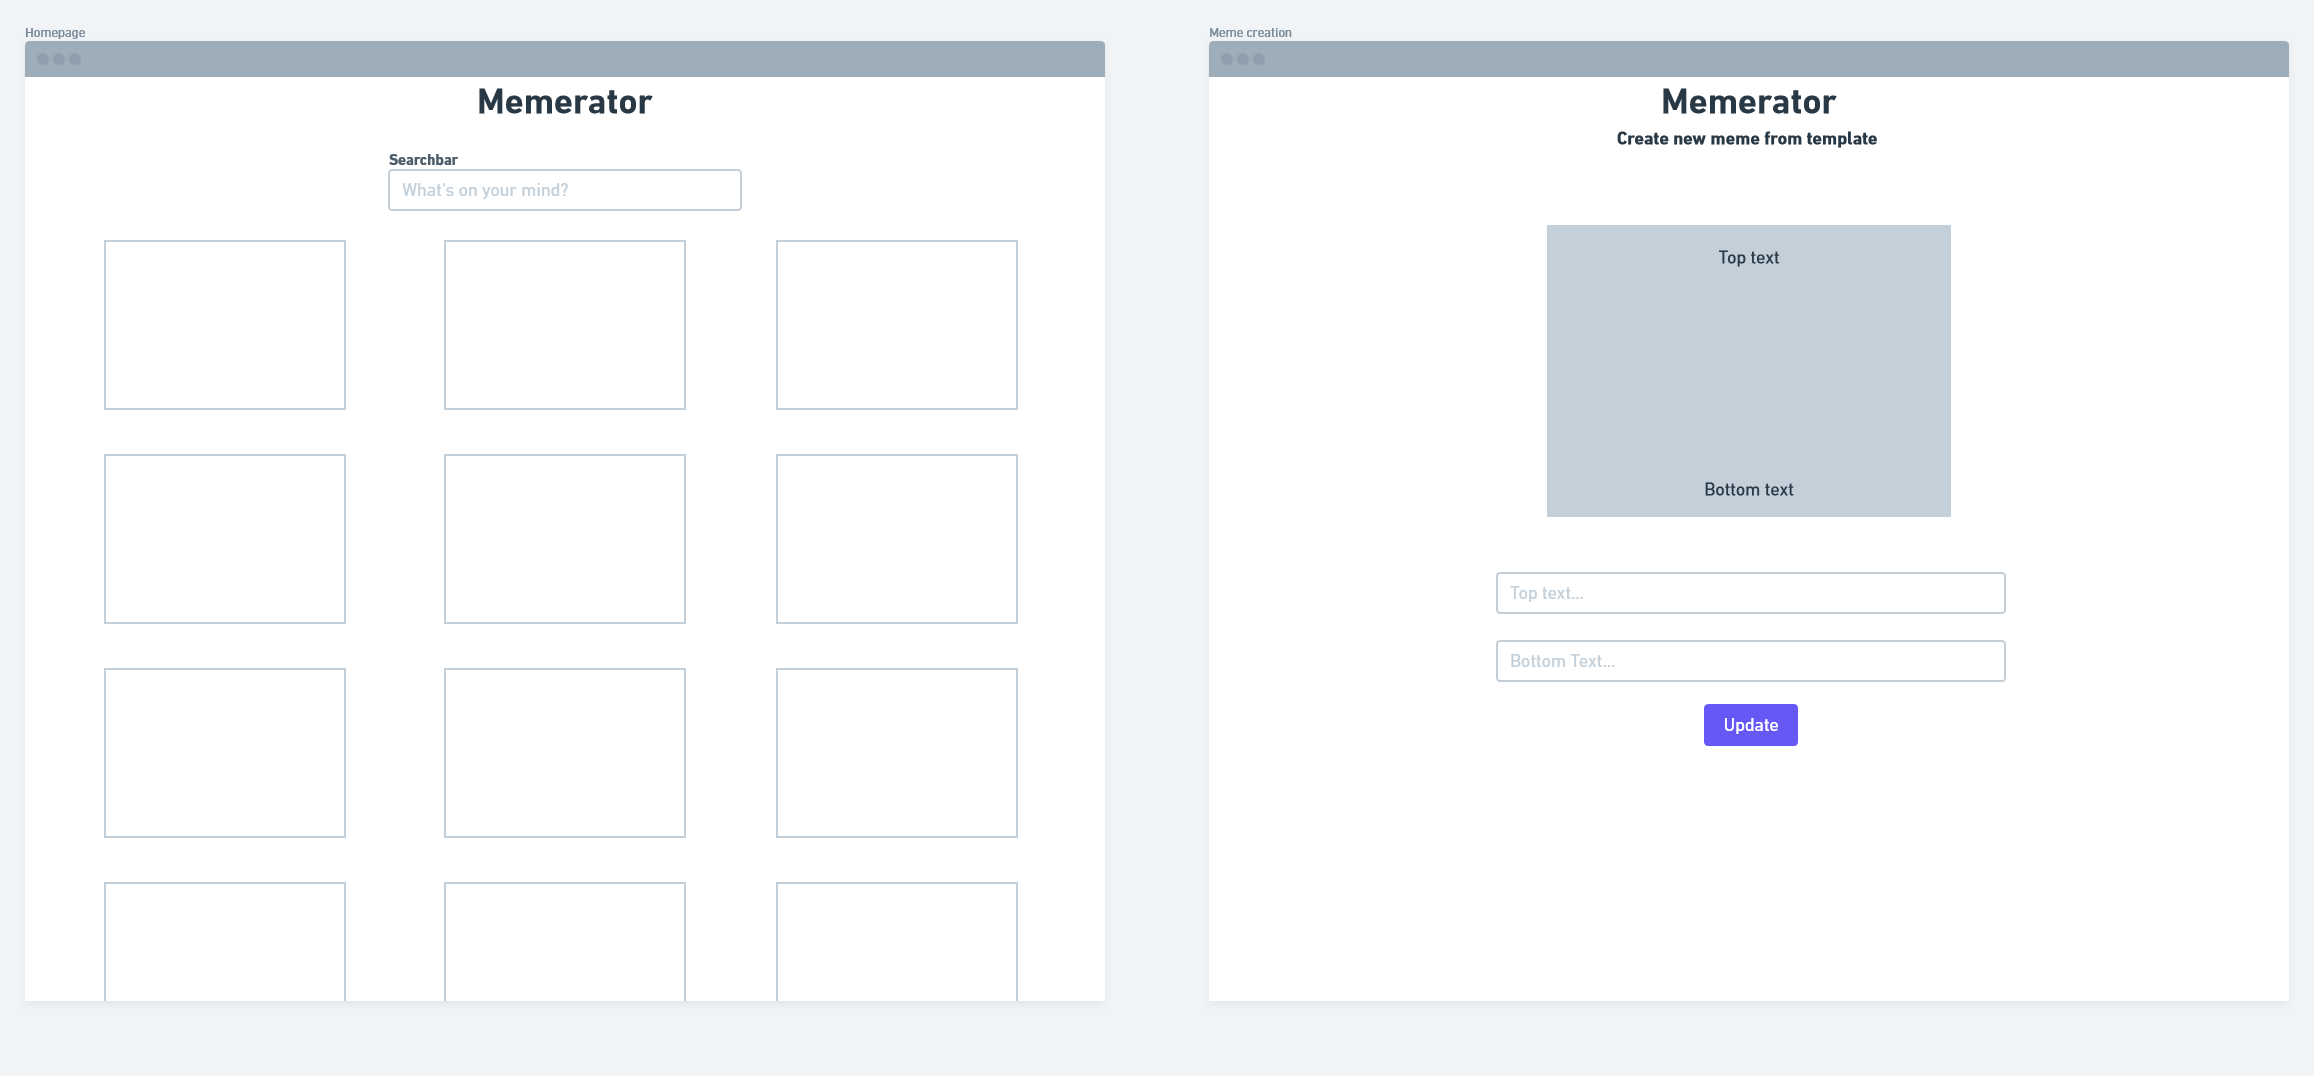 Homepage
Memerator
Searchbar
What's on your mind?
Meme creation
Memerator
Create new meme from template
Top text
Bottom text
Top text...
Bottom Text...
Update